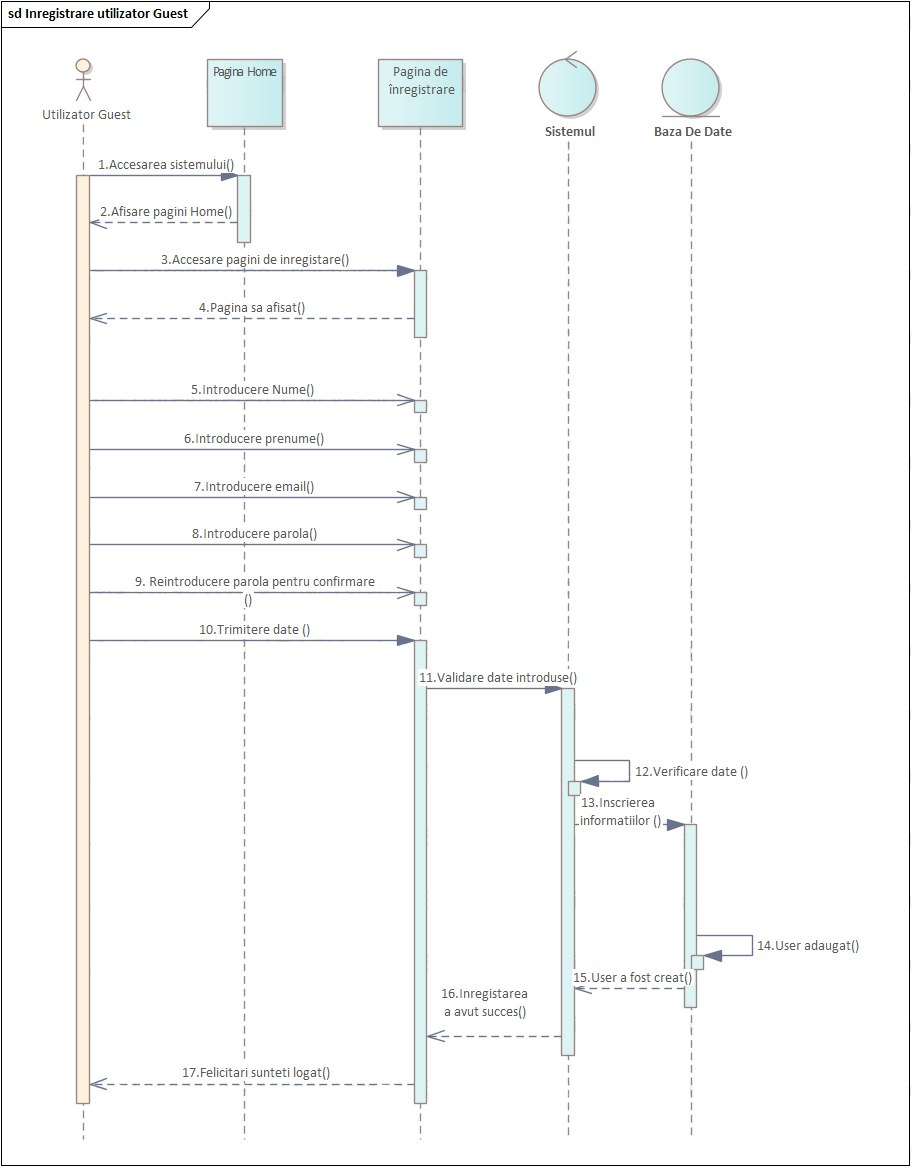 sd Inregistrare utilizator Guest
Utilizator Guest
Pagina Home
Pagina de
înregistrare
Sistemul
Baza De Date
1.Accesarea sistemului()
2.Afisare pagini Home()
3.Accesare pagini de inregistare()
4.Pagina sa afisat()
5.Introducere Nume()
6.Introducere prenume()
7.Introducere email()
8.Introducere parola()
9. Reintroducere parola pentru confirmare
()
10.Trimitere date ()
11.Validare date introduse()
12.Verificare date ()
13.Inscrierea
informatiilor ()
14.User adaugat()
15.User a fost creat()
16.Inregistarea
a avut succes()
17.Felicitari sunteti logat()